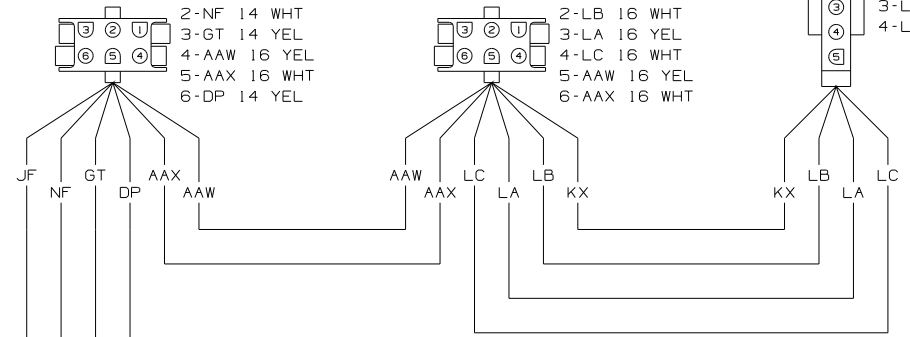 2-NF 14 WHT
3-GT 14 YEL
4-AAW 16 YEL
5-AAX 16 WHT
6-DP 14 YEL
3 2 1
6 5 4
2-LB 16 WHT
3-LA 16 YEL
4-LC 16 WHT
5-AAW 16 YEL
6-AAX 16 WHT
3 2 1
6 5 4
3-L
4-L
3
4
5
JF GT AAX
NF DP AAW
AAW LC LB
AAX LA KX
LB LC
KX LA